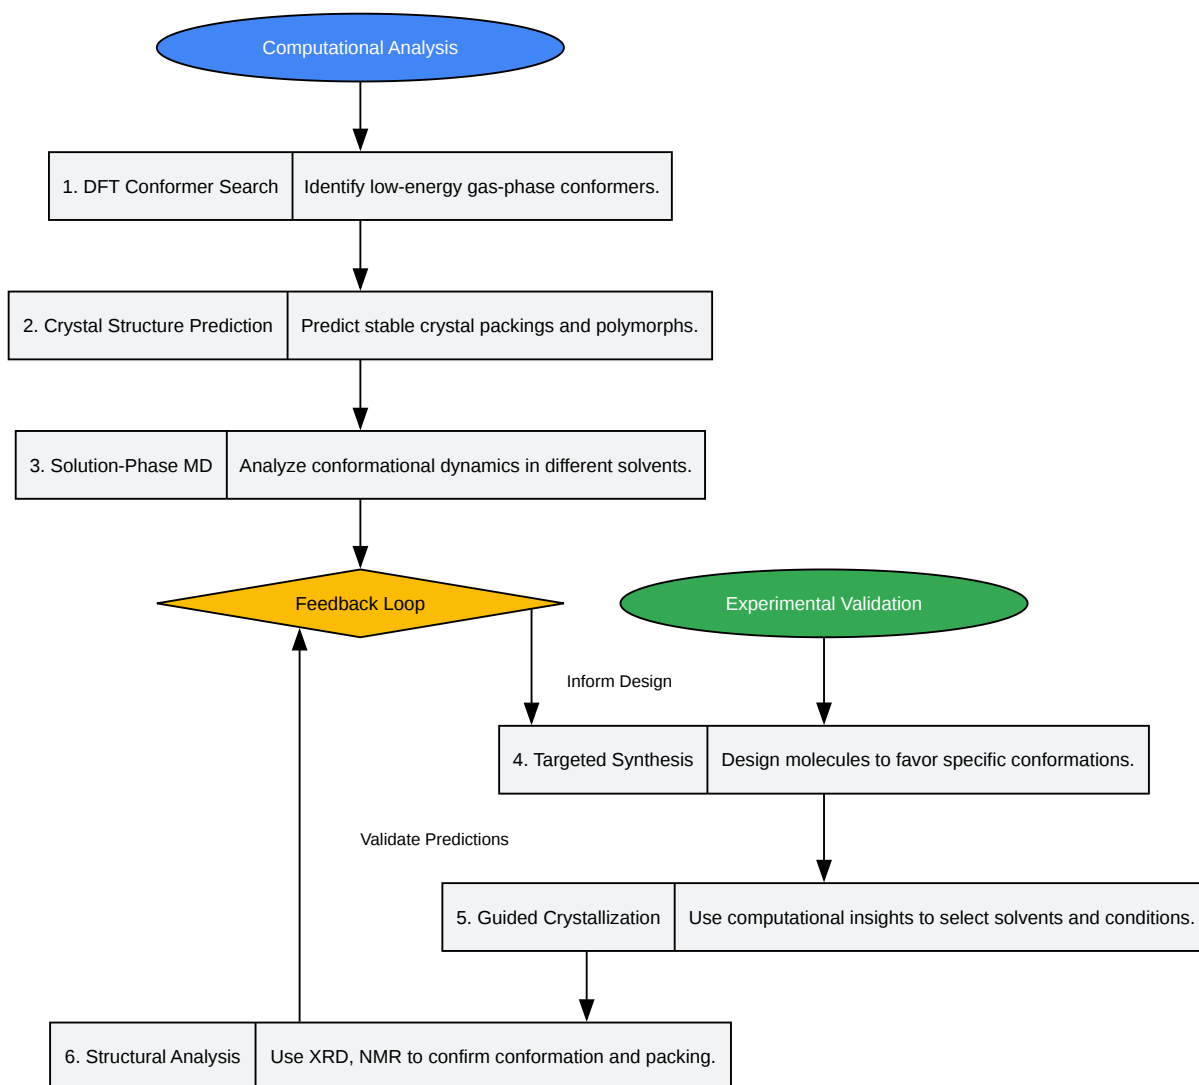 Computational Analysis
1. DFT Conformer Search
Identify low-energy gas-phase conformers.
2. Crystal Structure Prediction
Predict stable crystal packings and polymorphs.
3. Solution-Phase MD
Analyze conformational dynamics in different solvents.
Feedback Loop
Experimental Validation
Inform Design
4. Targeted Synthesis
Design molecules to favor specific conformations.
Validate Predictions
5. Guided Crystallization
Use computational insights to select solvents and conditions.
6. Structural Analysis
Use XRD, NMR to confirm conformation and packing.